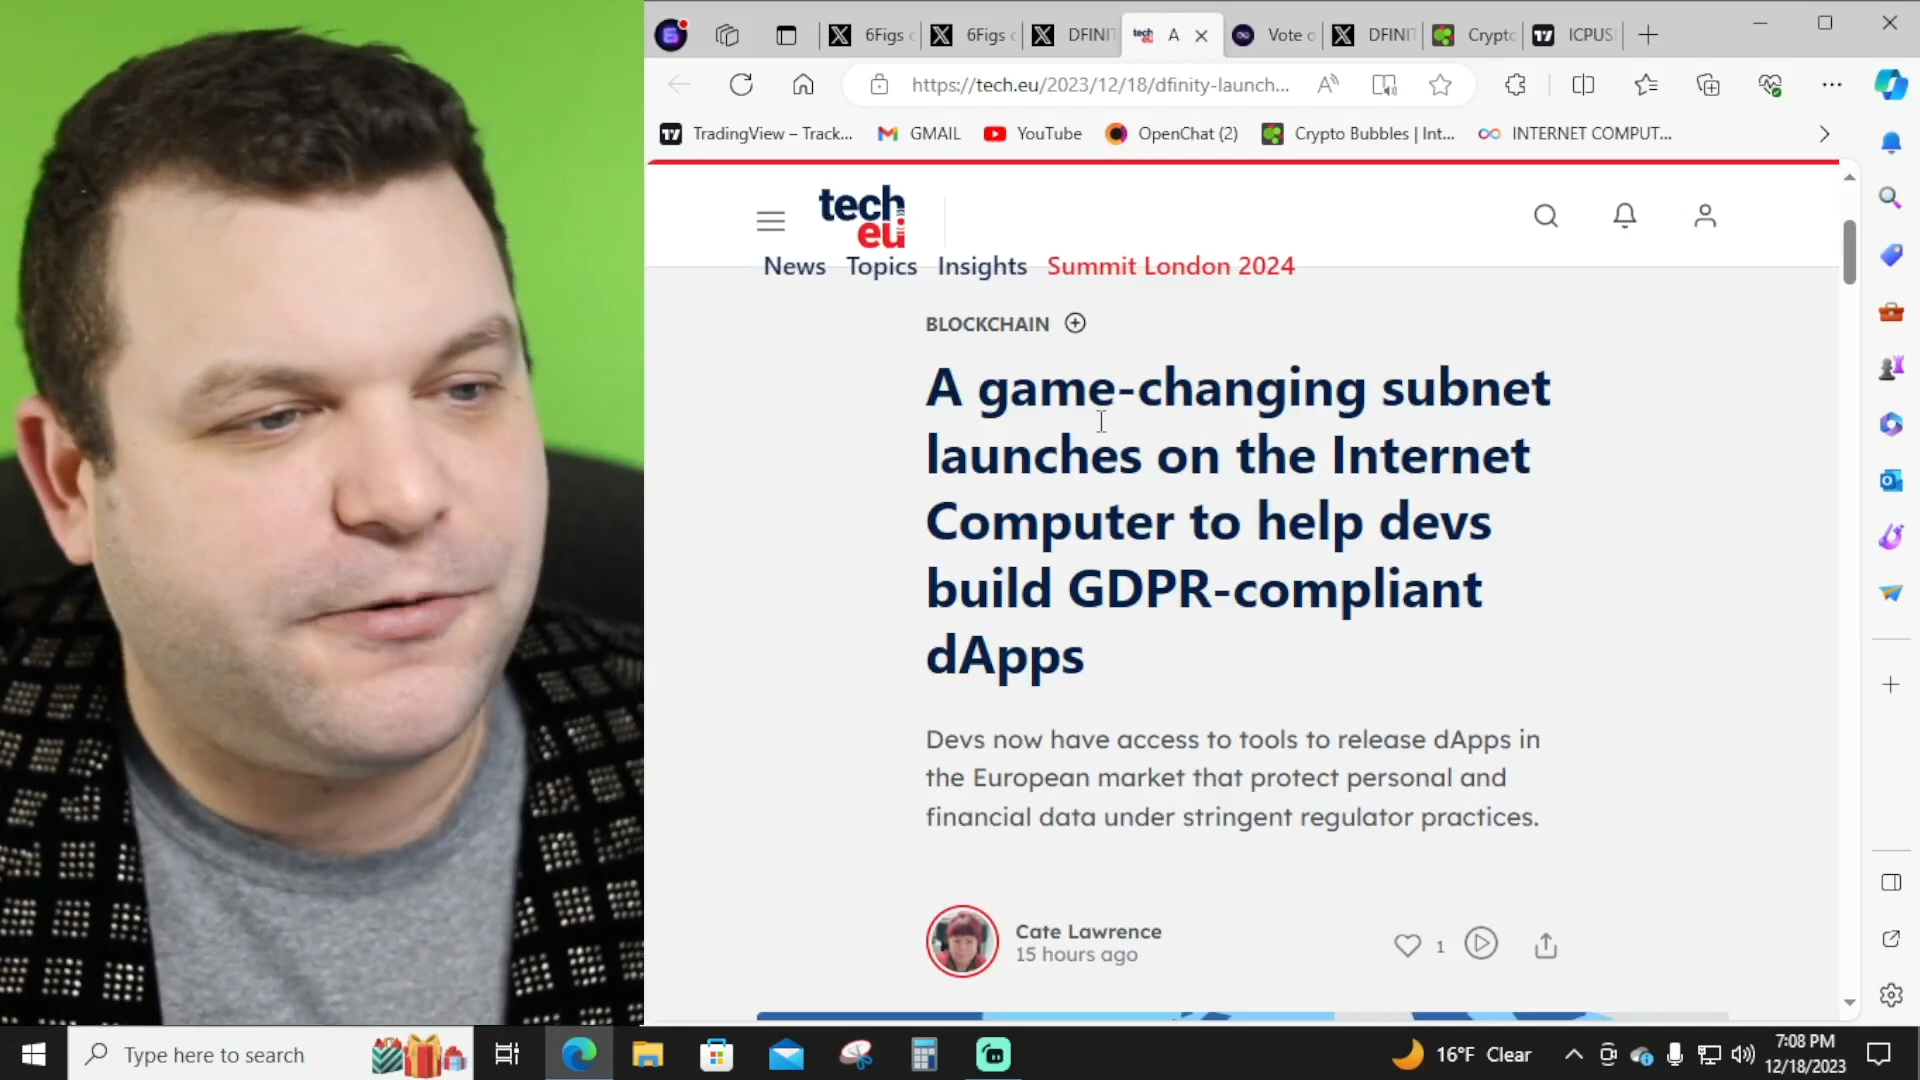 6Figs
6Figs
DFINIT
A
Vote o
DFINIT
Crypto
ICPUS
https://tech.eu/2023/12/18/dfinity-launch...
TradingView – Track...
GMAIL
YouTube
OpenChat (2)
Crypto Bubbles | Int...
INTERNET COMPUT...
tech
eu
News Topics Insights Summit London 2024
BLOCKCHAIN
A game-changing subnet
launches on the Internet
Computer to help devs
build GDPR-compliant
dApps
Devs now have access to tools to release dApps in
the European market that protect personal and
financial data under stringent regulator practices.
Cate Lawrence
15 hours ago
1
Type here to search
16°F Clear
7:08 PM
12/18/2023